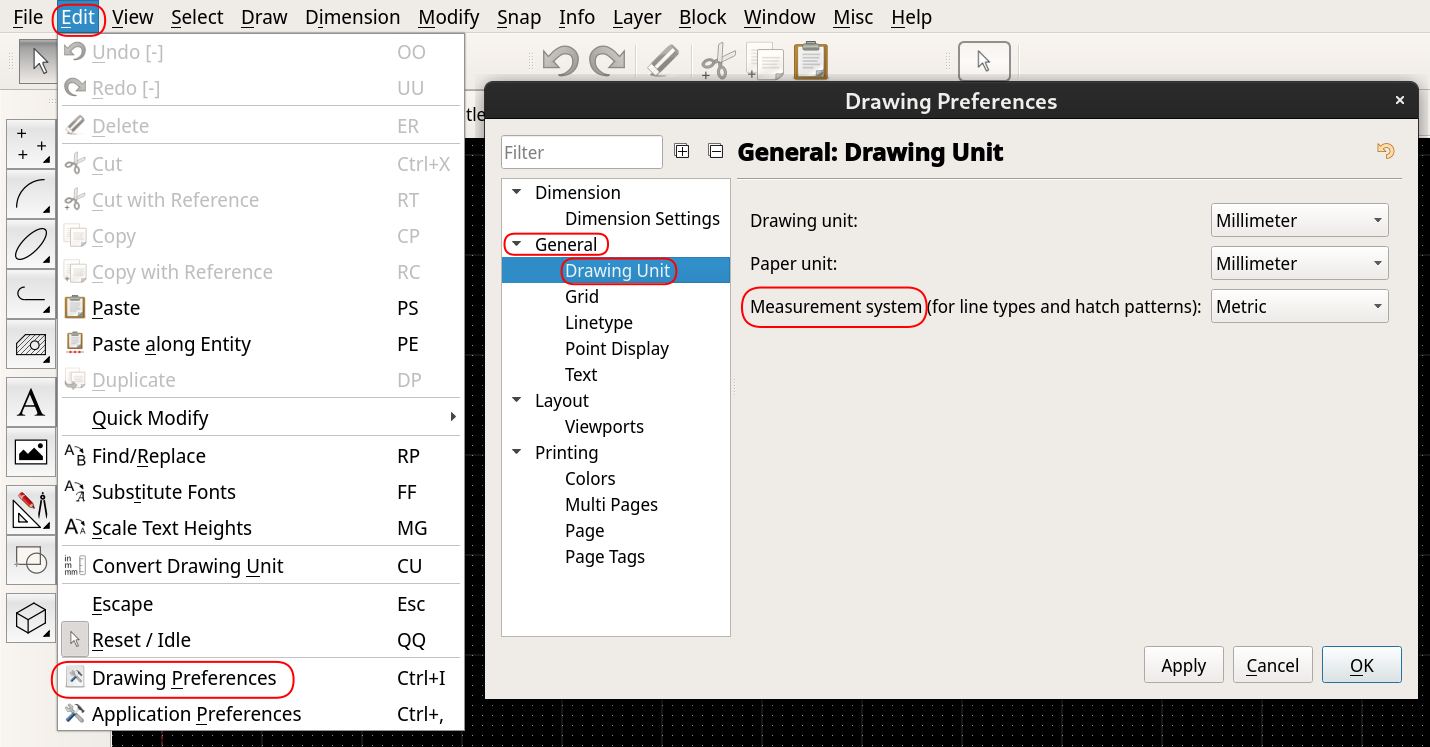 File Edit View Select Draw Dimension Modify Snap Info Layer Block Window Misc Help
Undo [-] OO
Redo [-] UU
Delete ER
Cut Ctrl+X
Cut with Reference RT
Copy CP
Copy with Reference RC
Paste PS
Paste along Entity PE
Duplicate DP
Quick Modify
Find/Replace RP
Substitute Fonts FF
Scale Text Heights MG
Convert Drawing Unit CU
Escape Esc
Reset / Idle QQ
Drawing Preferences Ctrl+I
Application Preferences Ctrl+,
tle
Drawing Preferences
Filter
Dimension
Dimension Settings
General
Drawing Unit
Grid
Linetype
Point Display
Text
Layout
Viewports
Printing
Colors
Multi Pages
Page
Page Tags
General: Drawing Unit
Drawing unit: Millimeter
Paper unit: Millimeter
Measurement system (for line types and hatch patterns): Metric
Apply Cancel OK